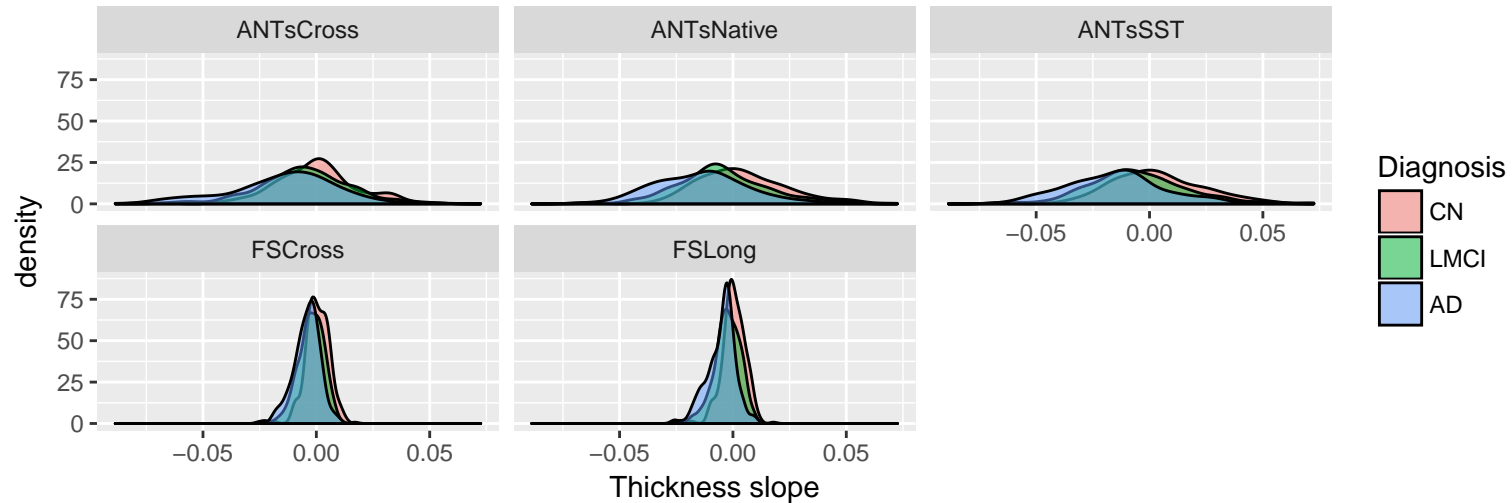 ANTsCross ANTsNative ANTsSST
75
50
25
0
−0.05 0.00 0.05
FSCross FSLong
75
50
25
0
−0.05 0.00 0.05 −0.05 0.00 0.05
Thickness slope
density
Diagnosis
CN
LMCI
AD